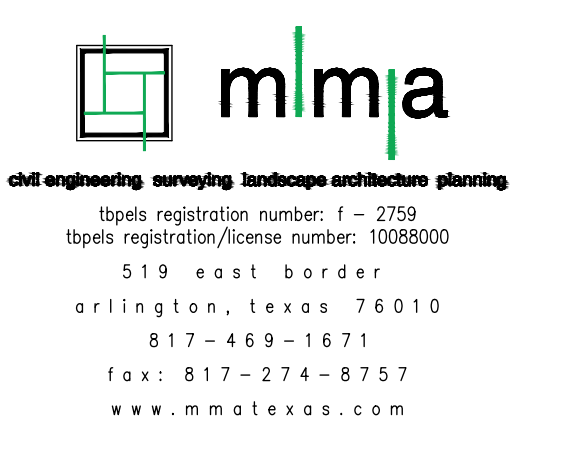 m|m|a
civil engineering surveying landscape architecture planning
tbpels registration number: f - 2759
tbpels registration/license number: 10088000
519 east border
arlington, texas 76010
817-469-1671
fax: 817-274-8757
www.mmatexas.com